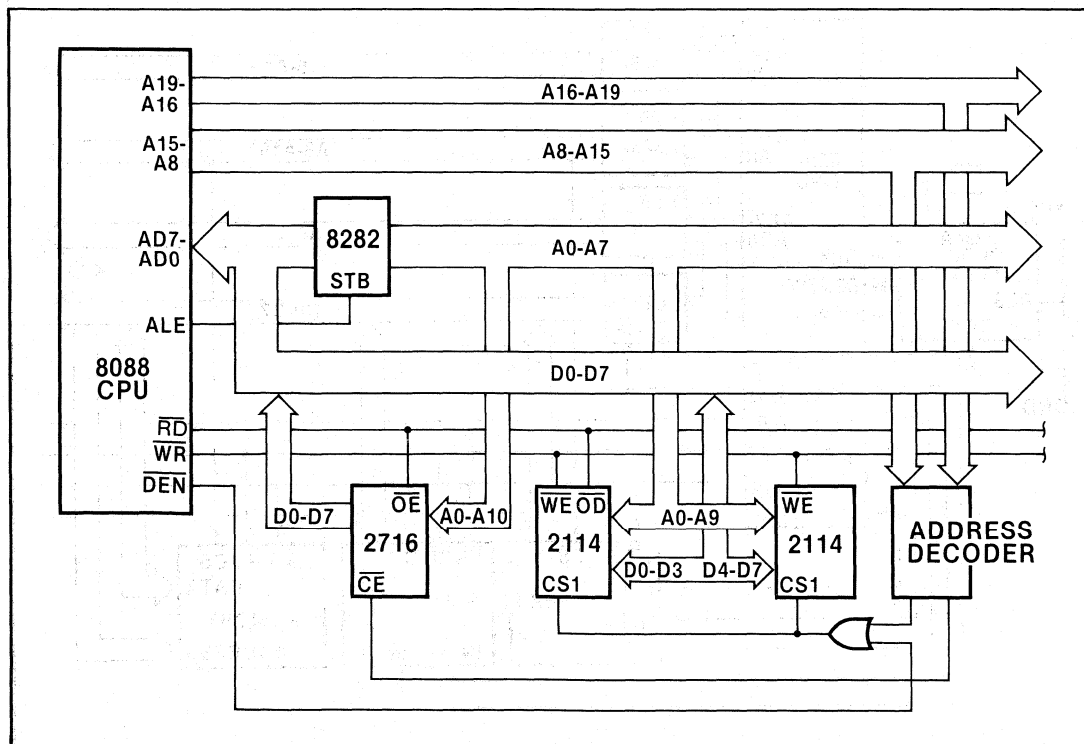 A19-
A16
A16-A19
A15-
A8
A8-A15
AD7-
AD0
8282
STB
A0-A7
ALE
8088
CPU
D0-D7
RD
WR
DEN
D0-D7
OE
2716
CE
A0-A10
WE OD
2114
CS1
A0-A9
D0-D3 D4-D7
WE
2114
CS1
ADDRESS
DECODER